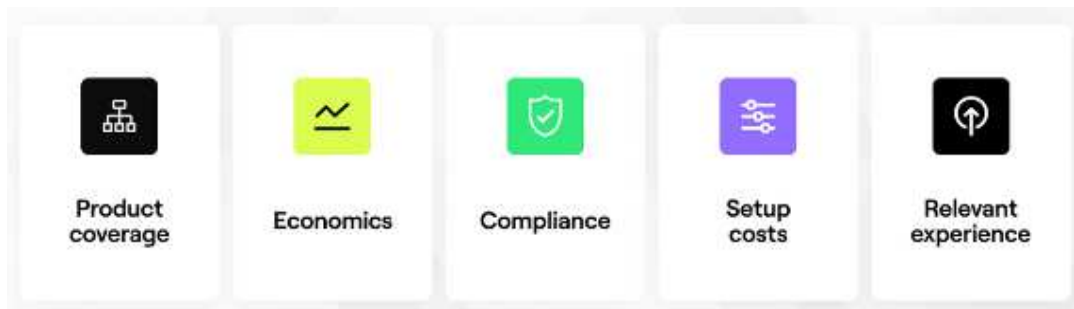 Product
coverage
Economics
Compliance
Setup
costs
Relevant
experience